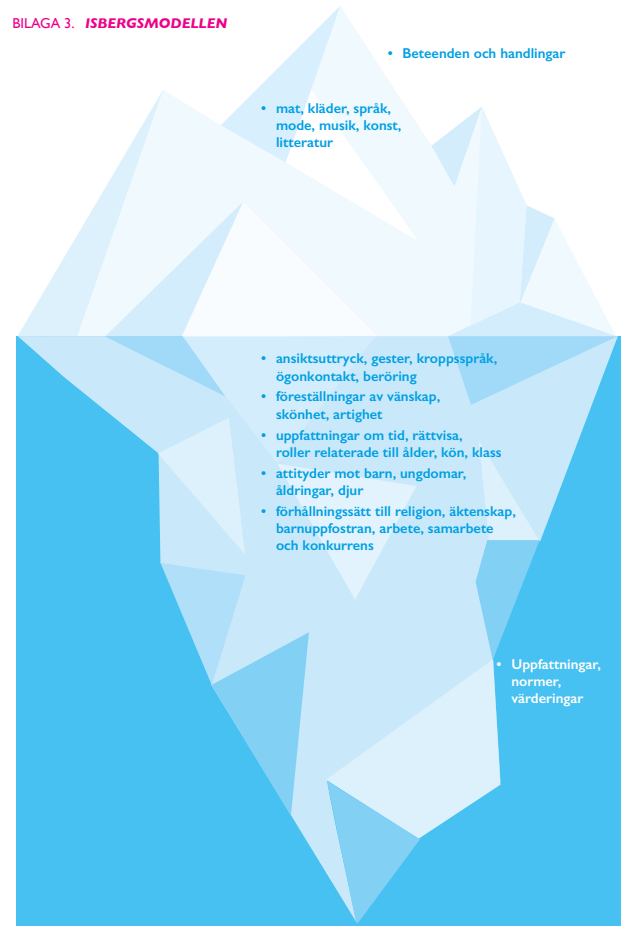 BILAGA 3. ISBERGSMODELLEN
• Beteenden och handlingar
• mat, kläder, språk,
mode, musik, konst,
litteratur
• ansiktsuttryck, gester, kroppsspråk,
ögonkontakt, beröring
• föreställningar av vänskap,
skönhet, artighet
• uppfattningar om tid, rättvisa,
roller relaterade till ålder, kön, klass
• attityder mot barn, ungdomar,
åldringar, djur
• förhållningssätt till religion, äktenskap,
barnuppfostran, arbete, samarbete
och konkurrens
• Uppfattningar,
normer,
värderingar